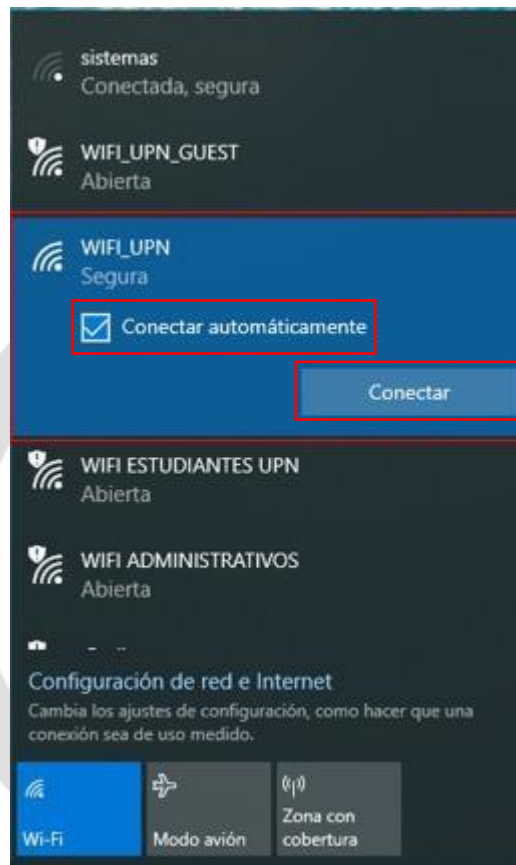 sistemas
Conectada, segura
WIFI_UPN_GUEST
Abierta
WIFI_UPN
Segura
Conectar automáticamente
Conectar
WIFI ESTUDIANTES UPN
Abierta
WIFI ADMINISTRATIVOS
Abierta
Configuración de red e Internet
Cambia los ajustes de configuración, como hacer que una
conexión sea de uso medido.
Wi-Fi
Modo avión
Zona con
cobertura